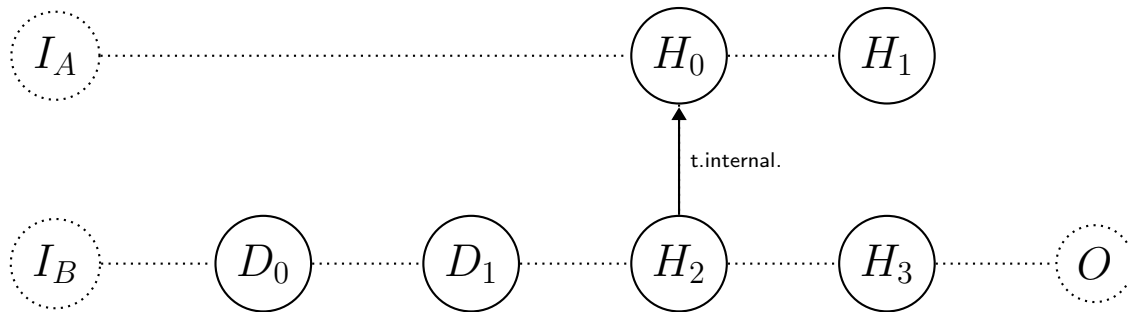 I_A H_0 H_1
t.internal.
I_B D_0 D_1 H_2 H_3 O